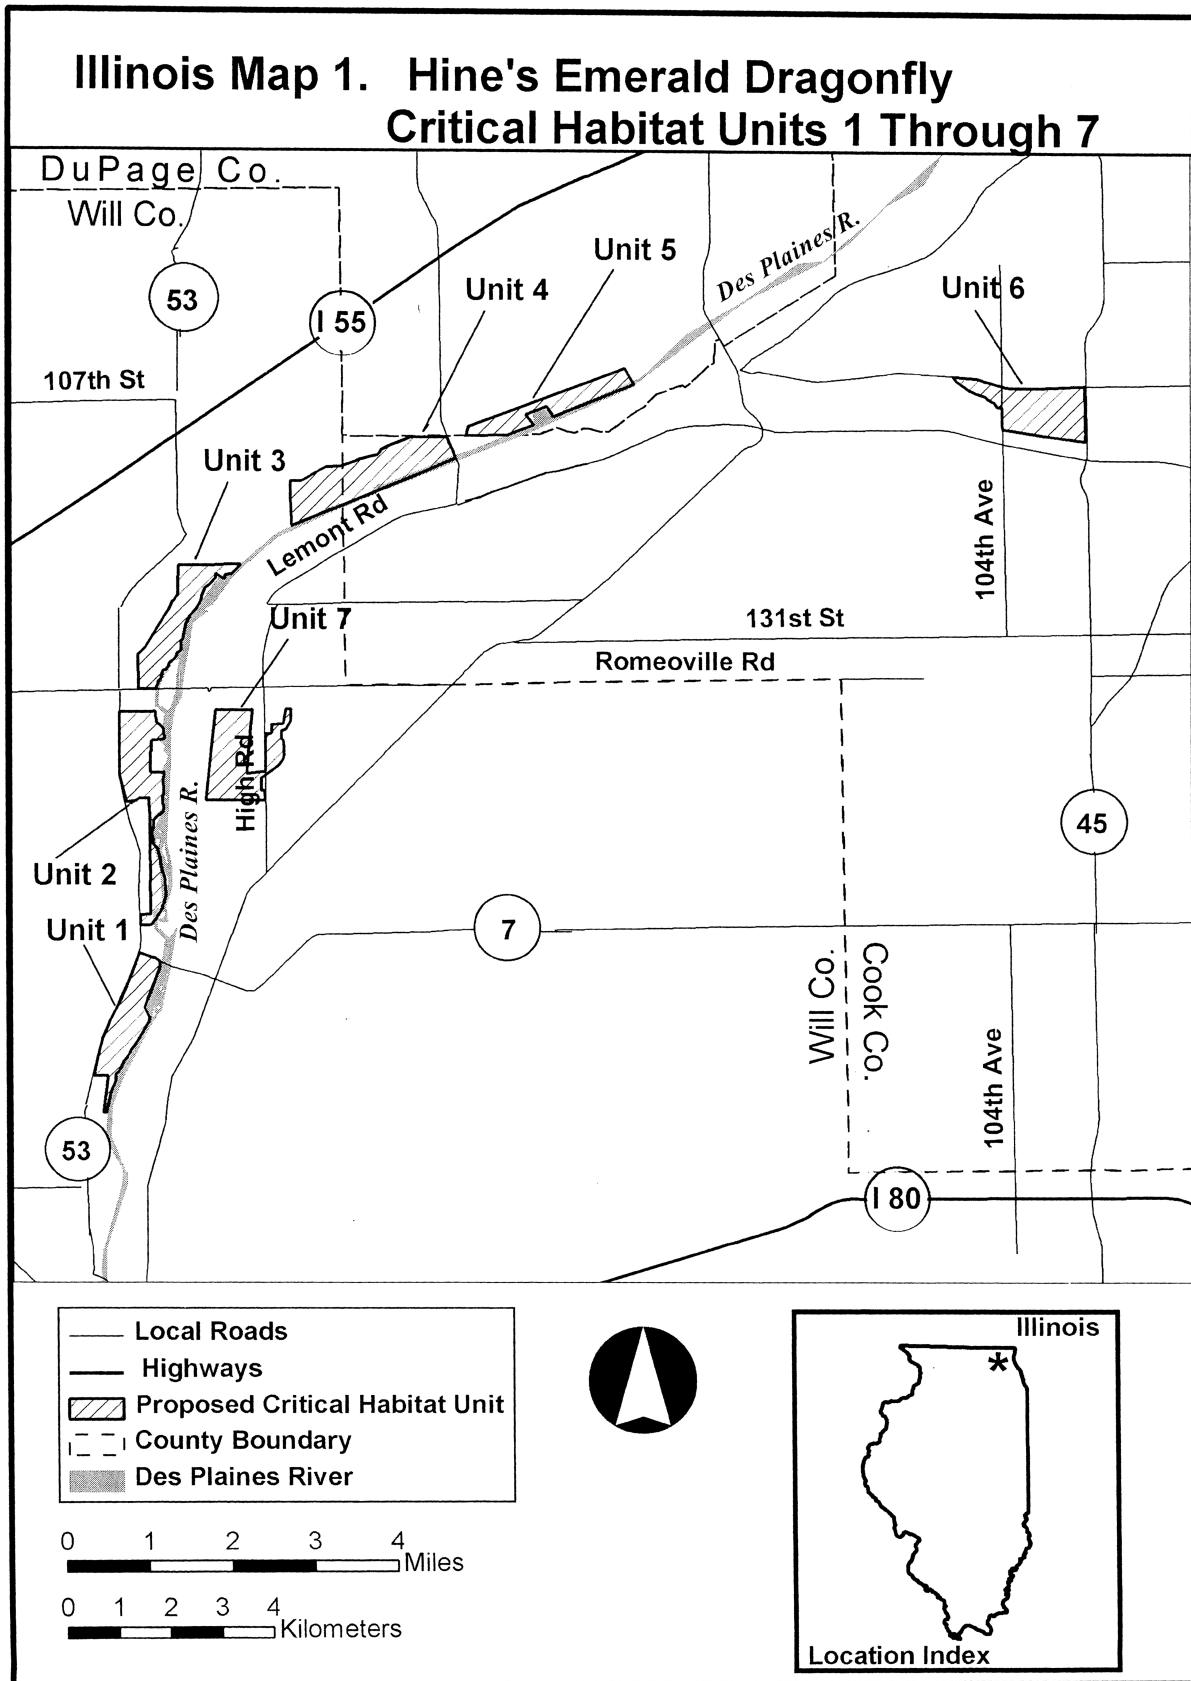 Illinois Map 1. Hine's Emerald Dragonfly
Critical Habitat Units 1 Through 7
DuPage Co.
Will Co.
53
I 55
Unit 4
Unit 5
Des Plaines R.
Unit 6
107th St
Unit 3
Lemont Rd
104th Ave
Unit 7
131st St
Romeoville Rd
High Rd
Des Plaines R.
Unit 2
Unit 1
45
7
Will Co.
Cook Co.
104th Ave
53
I 80
Local Roads
Highways
Proposed Critical Habitat Unit
County Boundary
Des Plaines River
0 1 2 3 4
Miles
0 1 2 3 4
Kilometers
Illinois
*
Location Index